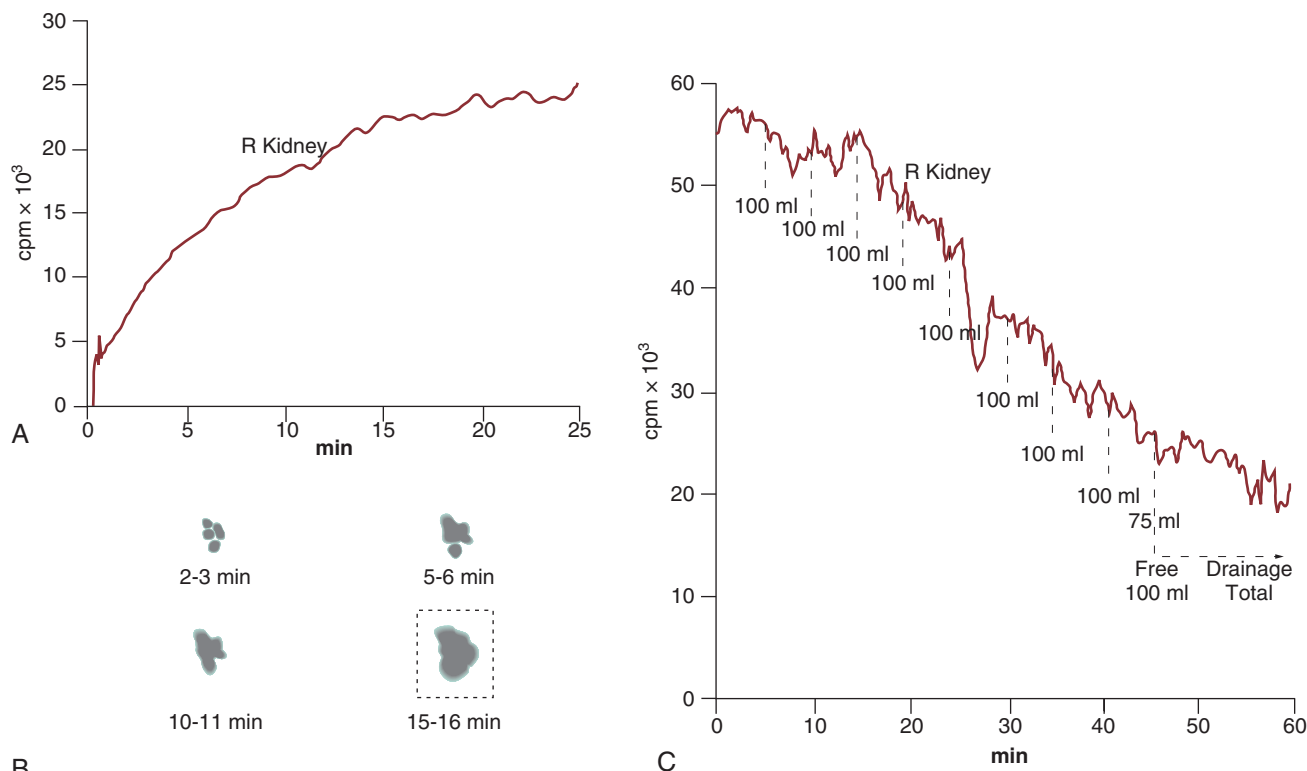 30
25
20
15
10
5
0
cpm × 10³
R Kidney
0
5
10
15
20
25
min
A
2-3 min
5-6 min
10-11 min
15-16 min
B
60
50
40
30
20
10
0
cpm × 10³
R Kidney
100 ml
100 ml
100 ml
100 ml
100 ml
100 ml
100 ml
100 ml
75 ml
Free Drainage
100 ml Total
0
10
20
30
40
50
60
min
C